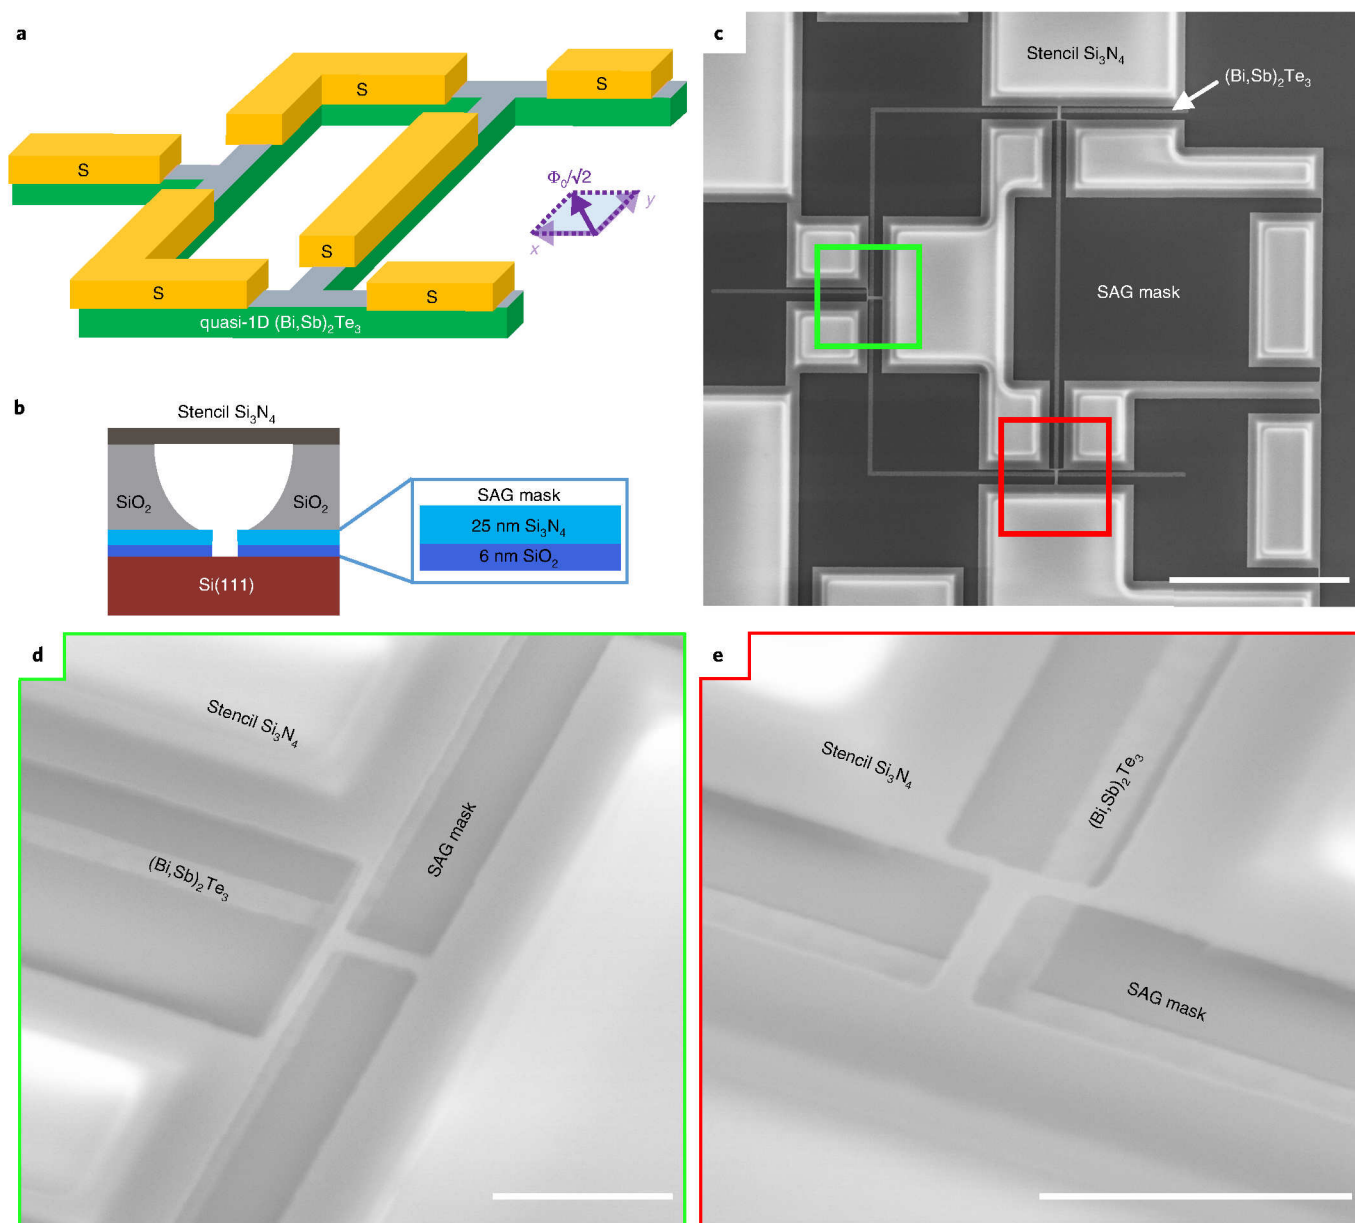 a
S
S
S
S
S
S
S
quasi-1D (Bi,Sb)₂Te₃
Φ₀/√2
x
y
b
Stencil Si₃N₄
SiO₂
SiO₂
Si(111)
SAG mask
25 nm Si₃N₄
6 nm SiO₂
c
Stencil Si₃N₄
(Bi,Sb)₂Te₃
SAG mask
d
Stencil Si₃N₄
(Bi,Sb)₂Te₃
SAG mask
e
Stencil Si₃N₄
(Bi,Sb)₂Te₃
SAG mask